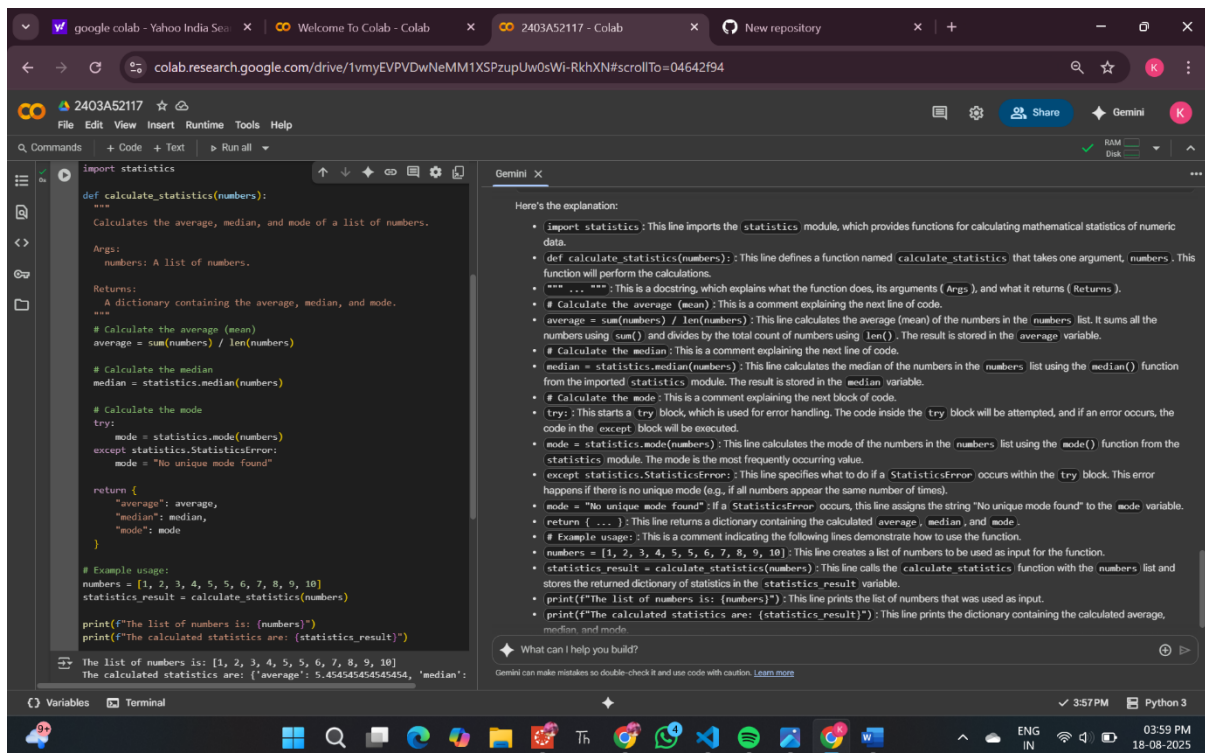 google colab - Yahoo India Sea
Welcome To Colab - Colab
2403A52117 - Colab
New repository
colab.research.google.com/drive/1vmyEVPVDwNeMM1XSPzupUw0sWi-RkhXN#scrollTo=04642f94
K
2403A52117
File Edit View Insert Runtime Tools Help
Share
Gemini
K
Commands + Code + Text Run all
RAM
Disk
import statistics
def calculate_statistics(numbers):
"""
Calculates the average, median, and mode of a list of numbers.
Args:
numbers: A list of numbers.
Returns:
A dictionary containing the average, median, and mode.
"""
# Calculate the average (mean)
average = sum(numbers) / len(numbers)
# Calculate the median
median = statistics.median(numbers)
# Calculate the mode
try:
mode = statistics.mode(numbers)
except statistics.StatisticsError:
mode = "No unique mode found"
return {
"average": average,
"median": median,
"mode": mode
}
# Example usage:
numbers = [1, 2, 3, 4, 5, 5, 6, 7, 8, 9, 10]
statistics_result = calculate_statistics(numbers)
print(f"The list of numbers is: {numbers}")
print(f"The calculated statistics are: {statistics_result}")
The list of numbers is: [1, 2, 3, 4, 5, 5, 6, 7, 8, 9, 10]
The calculated statistics are: {'average': 5.454545454545454, 'median':
Gemini
Here's the explanation:
• import statistics : This line imports the statistics module, which provides functions for calculating mathematical statistics of numeric
data.
• def calculate_statistics(numbers): : This line defines a function named calculate_statistics that takes one argument, numbers . This
function will perform the calculations.
• """ ... """ : This is a docstring, which explains what the function does, its arguments ( Args ), and what it returns ( Returns ).
• # Calculate the average (mean) : This is a comment explaining the next line of code.
• average = sum(numbers) / len(numbers) : This line calculates the average (mean) of the numbers in the numbers list. It sums all the
numbers using sum() and divides by the total count of numbers using len() . The result is stored in the average variable.
• # Calculate the median : This is a comment explaining the next line of code.
• median = statistics.median(numbers) : This line calculates the median of the numbers in the numbers list using the median() function
from the imported statistics module. The result is stored in the median variable.
• # Calculate the mode : This is a comment explaining the next block of code.
• try: : This starts a try block, which is used for error handling. The code inside the try block will be attempted, and if an error occurs, the
code in the except block will be executed.
• mode = statistics.mode(numbers) : This line calculates the mode of the numbers in the numbers list using the mode() function from the
statistics module. The mode is the most frequently occurring value.
• except statistics.StatisticsError: : This line specifies what to do if a StatisticsError occurs within the try block. This error
happens if there is no unique mode (e.g., if all numbers appear the same number of times).
• mode = "No unique mode found" : If a StatisticsError occurs, this line assigns the string "No unique mode found" to the mode variable.
• return { ... } : This line returns a dictionary containing the calculated average , median , and mode .
• # Example usage: : This is a comment indicating the following lines demonstrate how to use the function.
• numbers = [1, 2, 3, 4, 5, 5, 6, 7, 8, 9, 10] : This line creates a list of numbers to be used as input for the function.
• statistics_result = calculate_statistics(numbers) : This line calls the calculate_statistics function with the numbers list and
stores the returned dictionary of statistics in the statistics_result variable.
• print(f"The list of numbers is: {numbers}") : This line prints the list of numbers that was used as input.
• print(f"The calculated statistics are: {statistics_result}") : This line prints the dictionary containing the calculated average,
median, and mode.
What can I help you build?
Gemini can make mistakes so double-check it and use code with caution. Learn more
Variables Terminal
3:57 PM Python 3
9+
4
ENG
IN
03:59 PM
18-08-2025